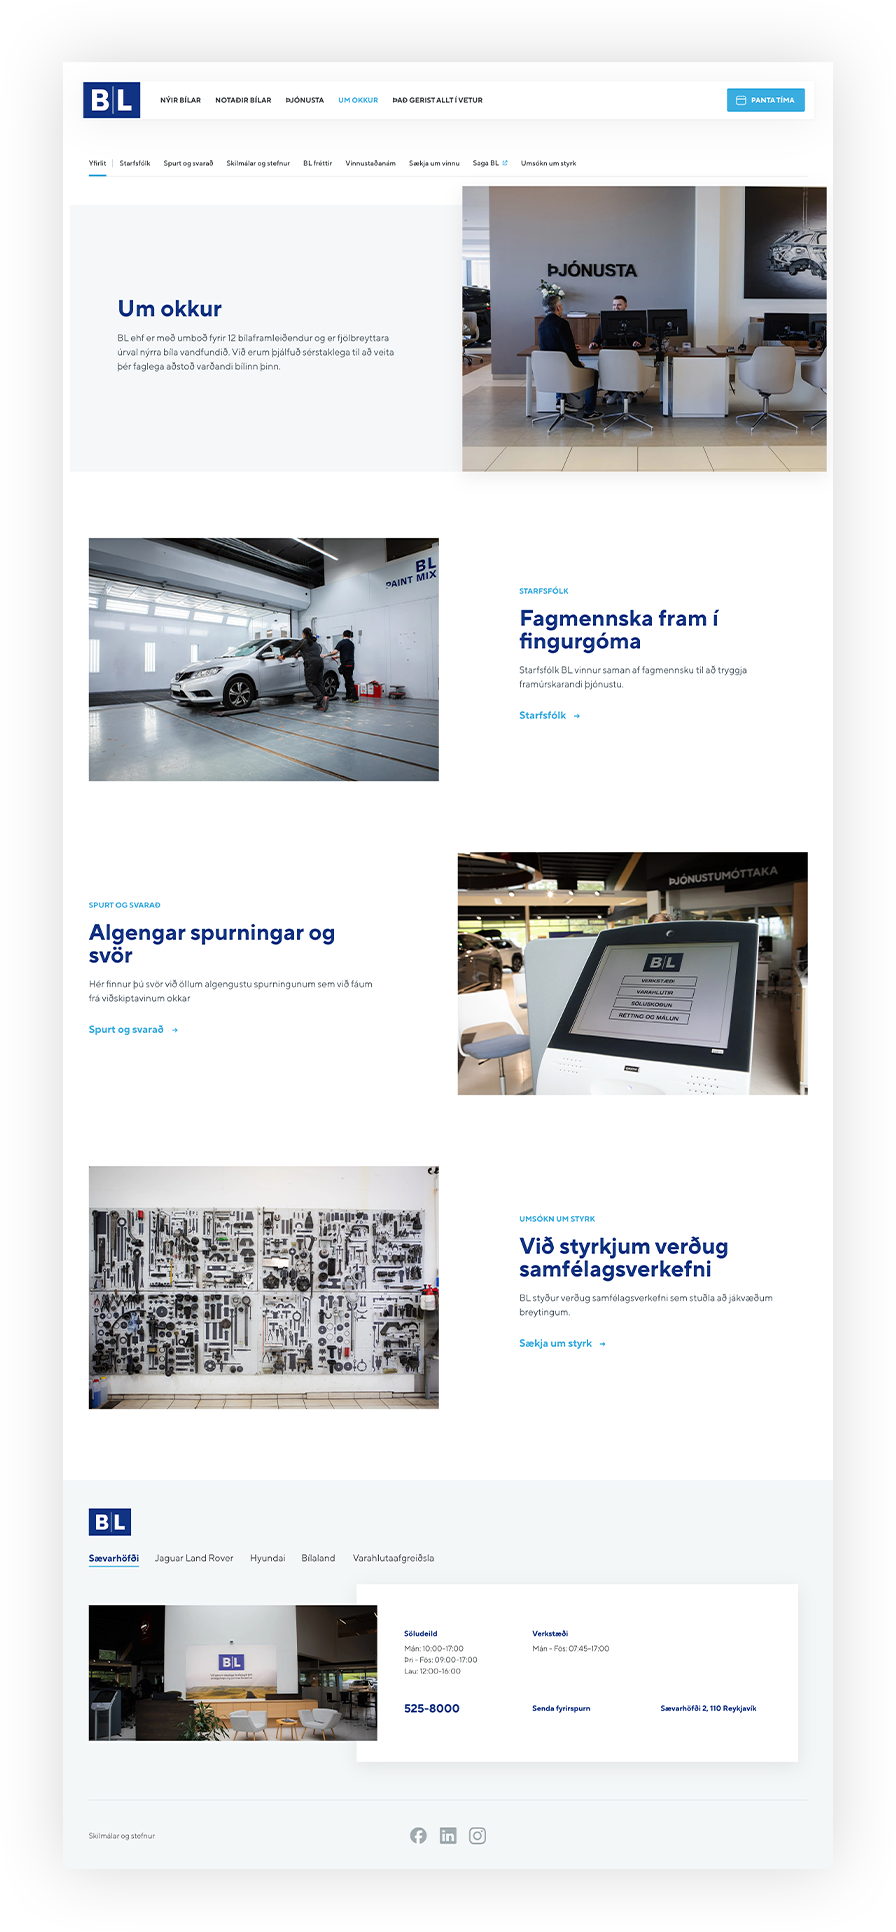 BL
NÝIR BÍLAR
NOTAÐIR BÍLAR
ÞJÓNUSTA
UM OKKUR
ÞAÐ GERIST ALLT Í VETUR
PANTA TÍMA
Yfirlit
Starfsfólk
Spurt og svarað
Skilmálar og stefnur
BL fréttir
Vinnustaðanám
Sækja um vinnu
Saga BL
Umsókn um styrk
ÞJÓNUSTA
Um okkur
BL ehf er með umboð fyrir 12 bílaframleiðendur og er fjölbreyttara
úrval nýrra bíla vandfundið. Við erum þjálfuð sérstaklega til að veita
þér faglega aðstoð varðandi bílinn þinn.
BL
PAINT MIX
STARFSFÓLK
Fagmennska fram í
fingurgóma
Starfsfólk BL vinnur saman af fagmennsku til að tryggja
framúrskarandi þjónustu.
Starfsfólk
SPURT OG SVARAÐ
Algengar spurningar og
svör
Hér finnur þú svör við öllum algengustu spurningunum sem við fáum
frá viðskiptavinum okkar
Spurt og svarað
ÞJÓNUSTUMÓTTAKA
BL
VERKSTÆÐI
VARAHLUTIR
SÖLUSKOÐUN
RÉTTING OG MÁLUN
UMSÓKN UM STYRK
Við styrkjum verðug
samfélagsverkefni
BL styður verðug samfélagsverkefni sem stuðla að jákvæðum
breytingum.
Sækja um styrk
BL
Sævarhöfði
Jaguar Land Rover
Hyundai
Bílaland
Varahlutaafgreiðsla
BL
Söludeild
Mán: 10:00-17:00
Þri - Fös: 09:00-17:00
Lau: 12:00-16:00
Verkstæði
Mán - Fös: 07:45-17:00
525-8000
Senda fyrirspurn
Sævarhöfði 2, 110 Reykjavík
Skilmálar og stefnur